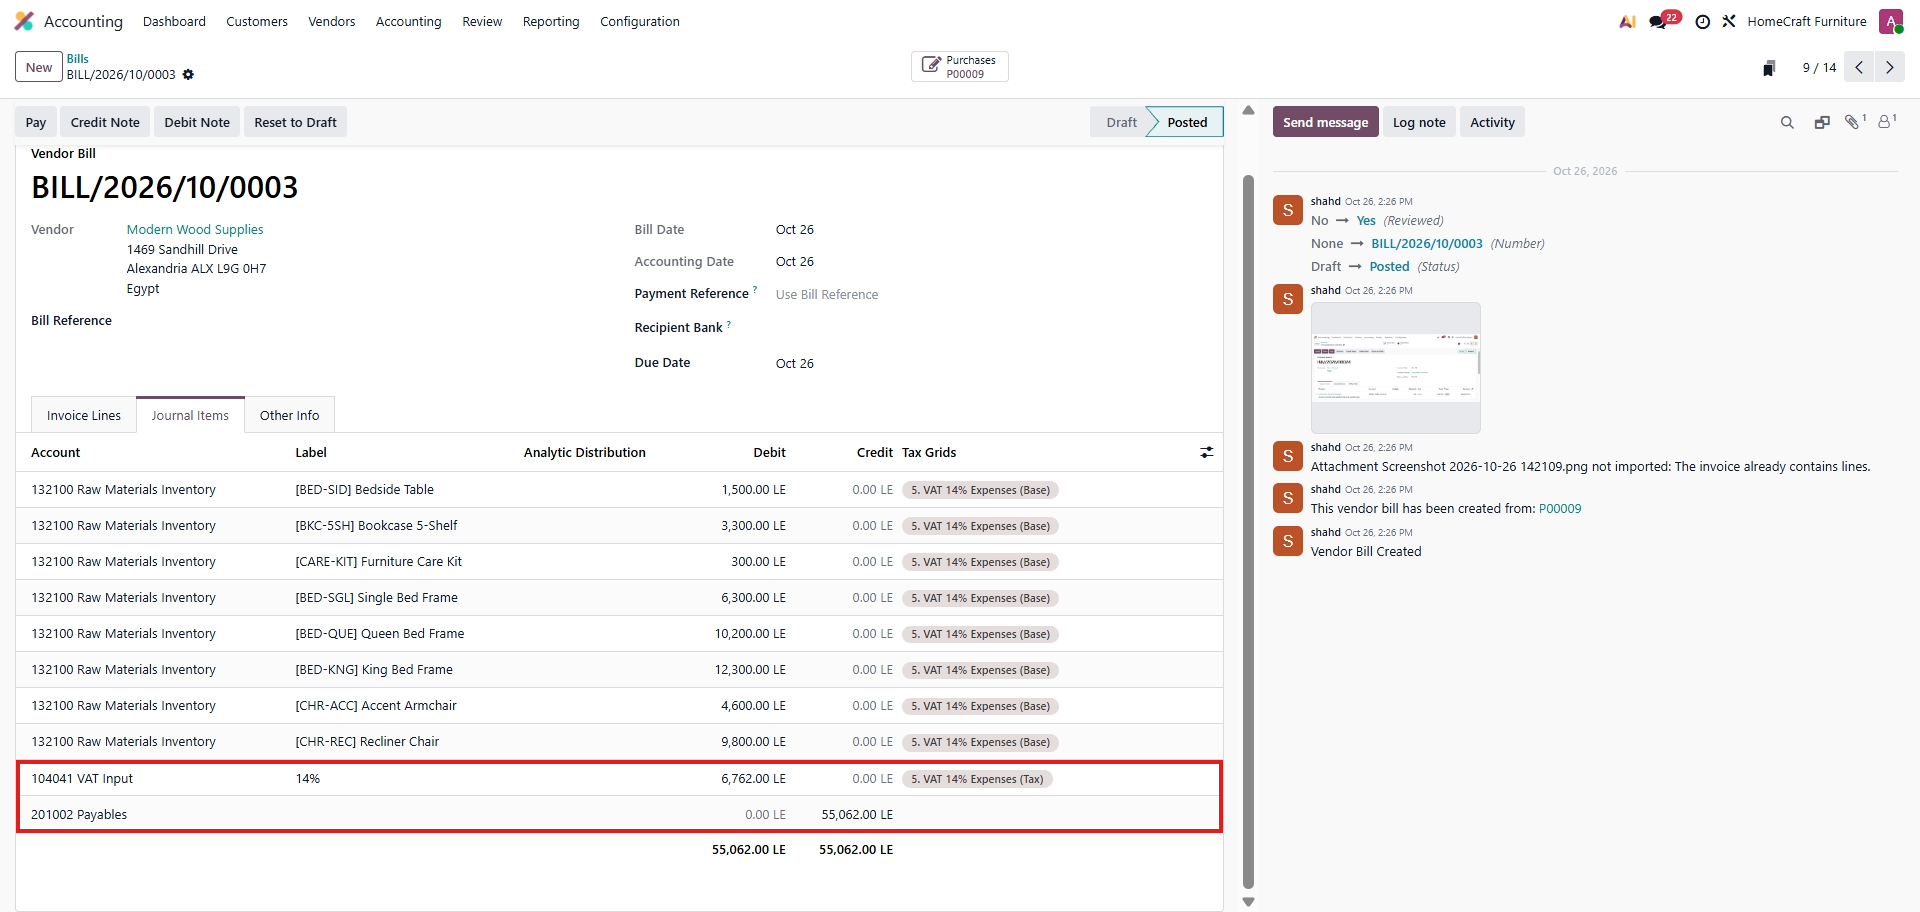 Accounting Dashboard Customers Vendors Accounting Review Reporting Configuration AI 22 HomeCraft Furniture A
New Bills
BILL/2026/10/0003
Purchases
P00009
9 / 14
Pay Credit Note Debit Note Reset to Draft Draft Posted
Vendor Bill
BILL/2026/10/0003
Vendor Modern Wood Supplies
1469 Sandhill Drive
Alexandria ALX L9G 0H7
Egypt
Bill Reference
Bill Date Oct 26
Accounting Date Oct 26
Payment Reference ? Use Bill Reference
Recipient Bank ?
Due Date Oct 26
Invoice Lines Journal Items Other Info
Account Label Analytic Distribution Debit Credit Tax Grids
132100 Raw Materials Inventory [BED-SID] Bedside Table 1,500.00 LE 0.00 LE 5. VAT 14% Expenses (Base)
132100 Raw Materials Inventory [BKC-5SH] Bookcase 5-Shelf 3,300.00 LE 0.00 LE 5. VAT 14% Expenses (Base)
132100 Raw Materials Inventory [CARE-KIT] Furniture Care Kit 300.00 LE 0.00 LE 5. VAT 14% Expenses (Base)
132100 Raw Materials Inventory [BED-SGL] Single Bed Frame 6,300.00 LE 0.00 LE 5. VAT 14% Expenses (Base)
132100 Raw Materials Inventory [BED-QUE] Queen Bed Frame 10,200.00 LE 0.00 LE 5. VAT 14% Expenses (Base)
132100 Raw Materials Inventory [BED-KNG] King Bed Frame 12,300.00 LE 0.00 LE 5. VAT 14% Expenses (Base)
132100 Raw Materials Inventory [CHR-ACC] Accent Armchair 4,600.00 LE 0.00 LE 5. VAT 14% Expenses (Base)
132100 Raw Materials Inventory [CHR-REC] Recliner Chair 9,800.00 LE 0.00 LE 5. VAT 14% Expenses (Base)
104041 VAT Input 14% 6,762.00 LE 0.00 LE 5. VAT 14% Expenses (Tax)
201002 Payables 0.00 LE 55,062.00 LE
55,062.00 LE 55,062.00 LE
Send message Log note Activity 1 1
Oct 26, 2026
S shahd Oct 26, 2:26 PM
No → Yes (Reviewed)
None → BILL/2026/10/0003 (Number)
Draft → Posted (Status)
S shahd Oct 26, 2:26 PM
S shahd Oct 26, 2:26 PM
Attachment Screenshot 2026-10-26 142109.png not imported: The invoice already contains lines.
S shahd Oct 26, 2:26 PM
This vendor bill has been created from: P00009
S shahd Oct 26, 2:26 PM
Vendor Bill Created